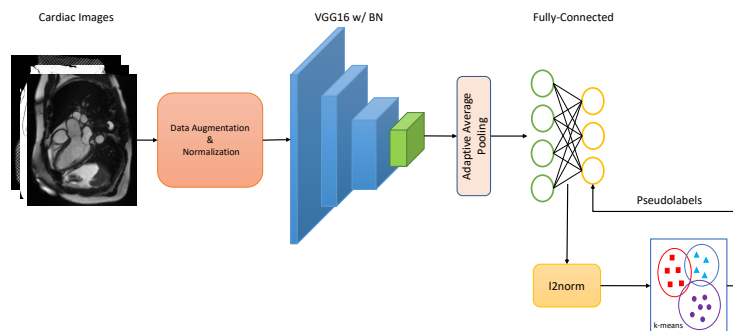 Cardiac Images
VGG16 w/ BN
Fully-Connected
Data Augmentation
&
Normalization
Adaptive Average
Pooling
Pseudolabels
l2norm
k-means